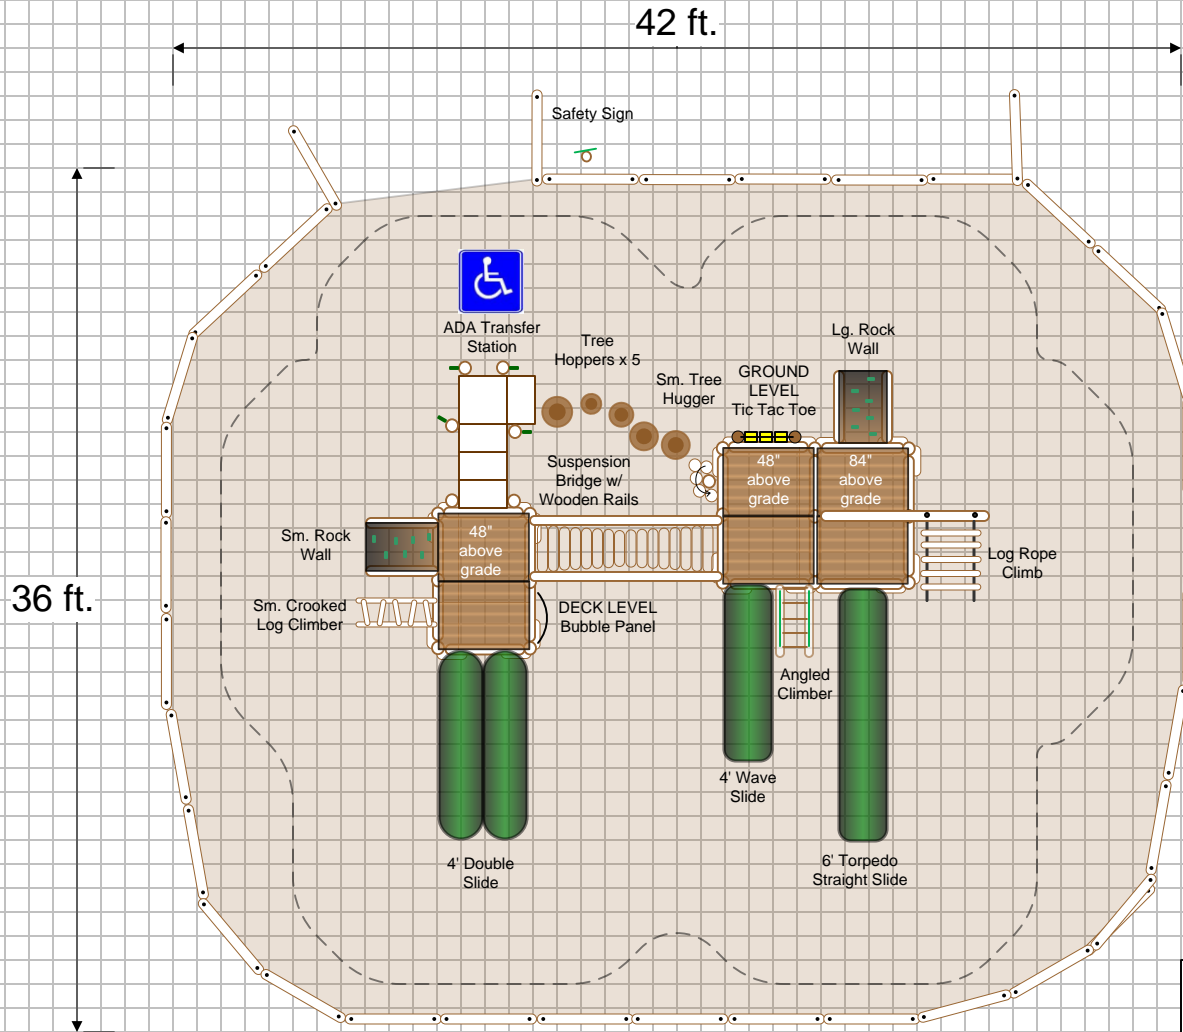 42 ft.
Safety Sign
ADA Transfer
Station
Tree
Hoppers x 5
Sm. Tree
Hugger
GROUND
LEVEL
Tic Tac Toe
Lg. Rock
Wall
48"
above
grade
84"
above
grade
Suspension
Bridge w/
Wooden Rails
Sm. Rock
Wall
48"
above
grade
Log Rope
Climb
36 ft.
Sm. Crooked
Log Climber
DECK LEVEL
Bubble Panel
Angled
Climber
4' Wave
Slide
4' Double
Slide
6' Torpedo
Straight Slide